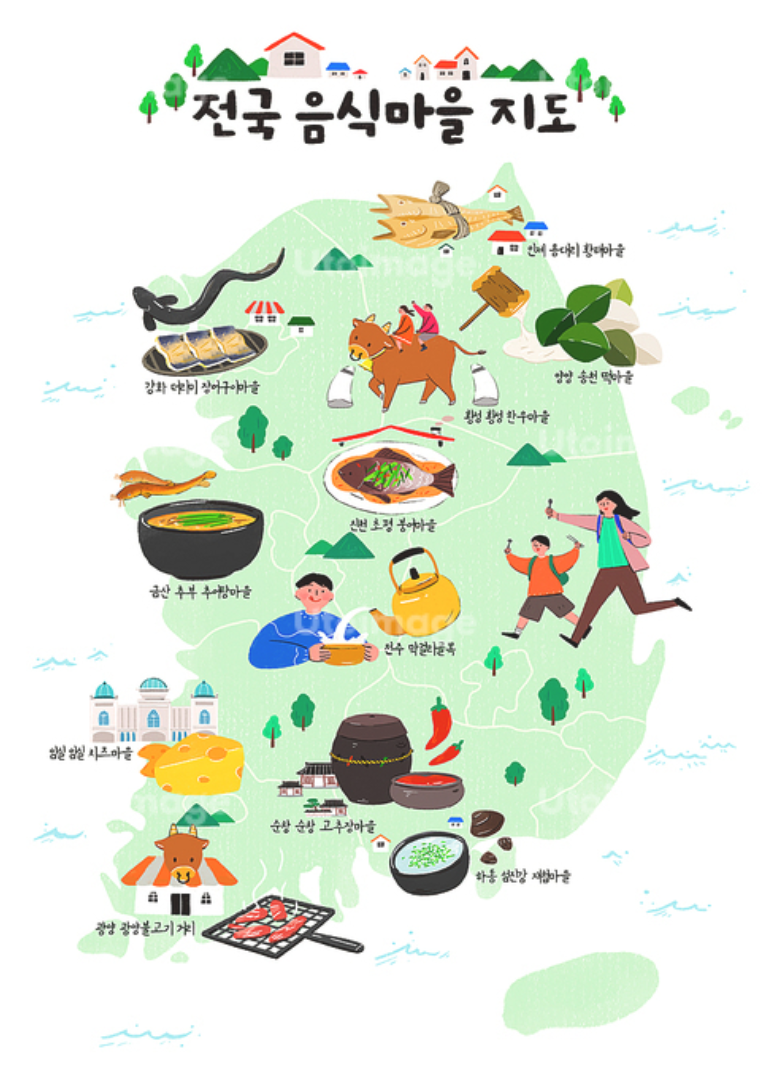 전국 음식마을 지도
인제 용대리 황태마을
강화 더리미 장어구이마을
양양 송천 떡마을
횡성 횡성 한우마을
진천 초평 붕어마을
금산 추부 추어탕마을
전주 막걸리골목
임실 임실 치즈마을
순창 순창 고추장마을
하동 섬진강 재첩마을
광양 광양불고기 거리
Utoimage
Utoimage